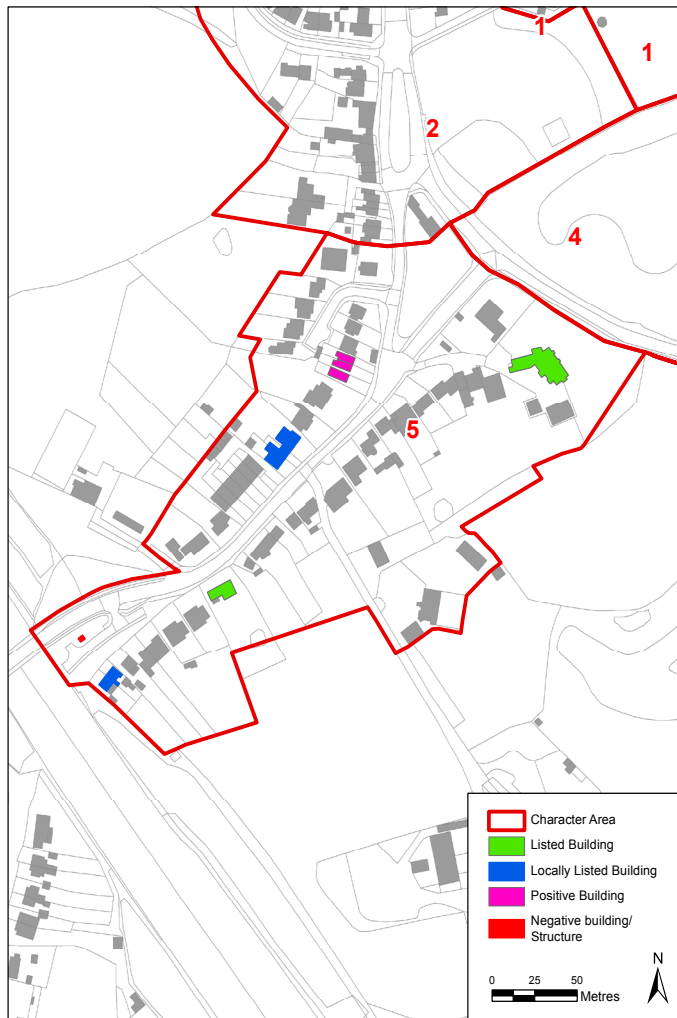 1
1
2
4
5
Character Area
Listed Building
Locally Listed Building
Positive Building
Negative building/
Structure
N
0 25 50
Metres